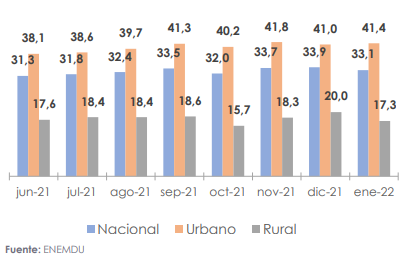 38,1 38,6 39,7 41,3 40,2 41,8 41,0 41,4
31,3 31,8 32,4 33,5 32,0 33,7 33,9 33,1
17,6 18,4 18,4 18,6 15,7 18,3 20,0 17,3
jun-21 jul-21 ago-21 sep-21 oct-21 nov-21 dic-21 ene-22
Nacional Urbano Rural
Fuente: ENEMDU